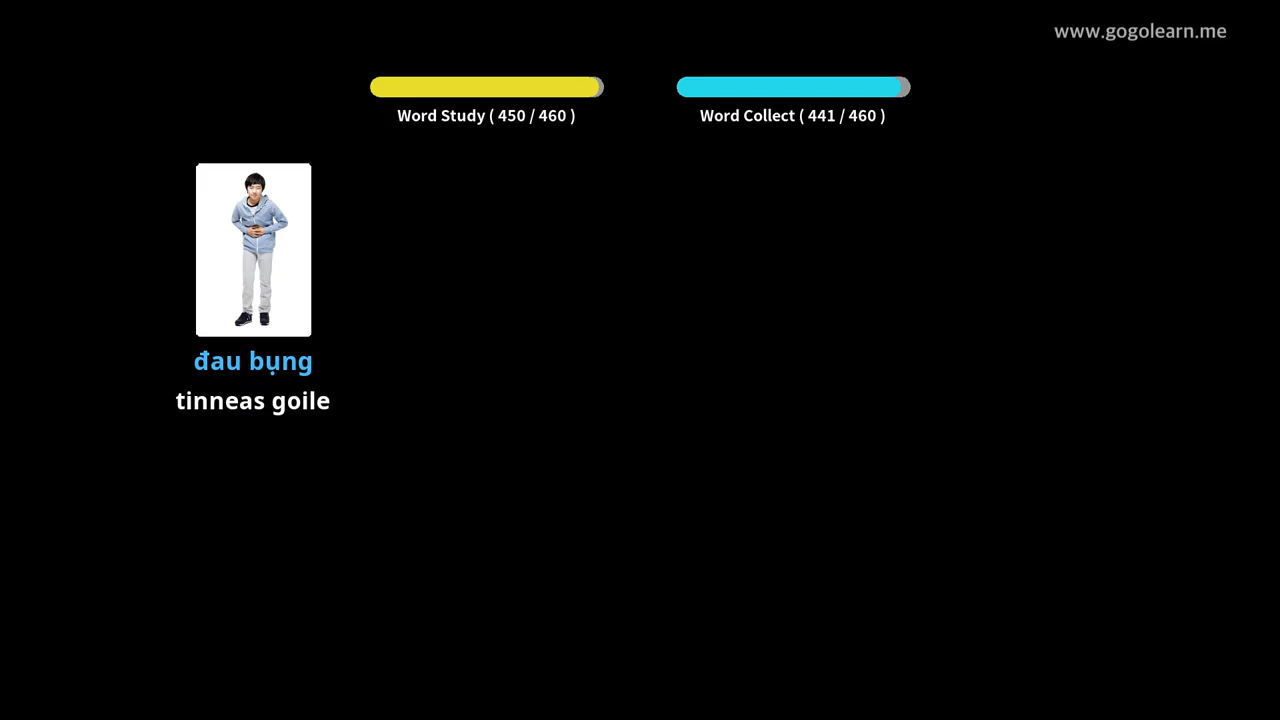 www.gogolearn.me
Word Study ( 450 / 460 )
Word Collect ( 441 / 460 )
đau bụng
tinneas goile